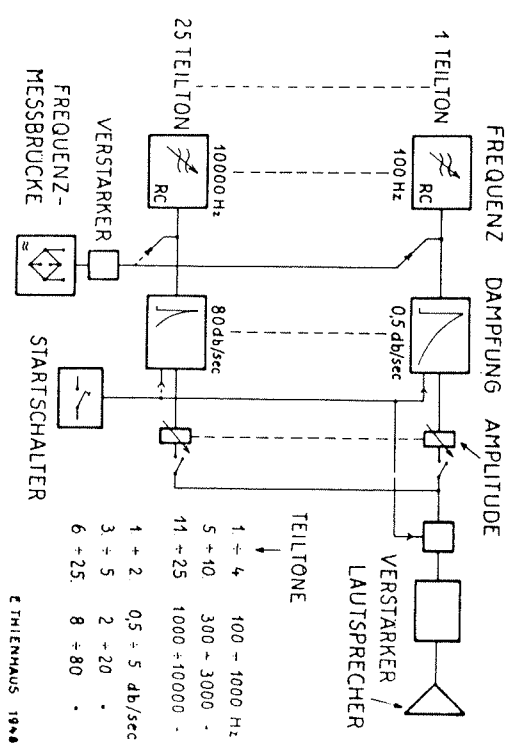 FREQUENZ DAMPFUNG AMPLITUDE
1 TEILTON
100 Hz
RC
0,5 db/sec
VERSTÄRKER
LAUTSPRECHER
25 TEILTON
10000 Hz
RC
80 db/sec
VERSTÄRKER
FREQUENZ-
MESSBRÜCKE
≈
STARTSCHALTER
TEILTÖNE
1. ÷ 4 100 ÷ 1000 Hz
5 ÷ 10. 300 ÷ 3000 "
11 ÷ 25 1000 ÷ 10000 "
1 ÷ 2. 0,5 ÷ 5 db/sec
3. ÷ 5 2 ÷ 20 "
6 ÷ 25. 8 ÷ 80 "
E THIENHAUS 1948